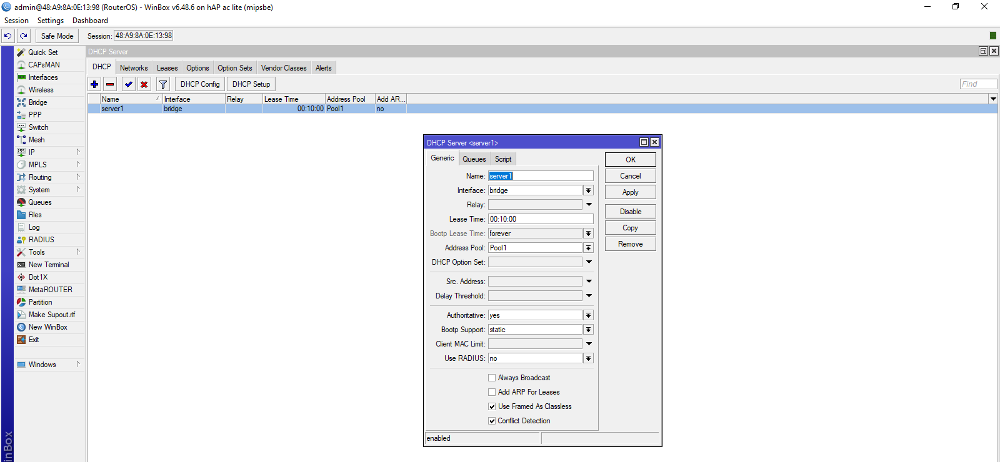 admin@48:A9:8A:0E:13:98 (RouterOS) - WinBox v6.48.6 on hAP ac lite (mipsbe)
Session Settings Dashboard
Safe Mode Session: 48:A9:8A:0E:13:98
Quick Set
CAPsMAN
Interfaces
Wireless
Bridge
PPP
Switch
Mesh
IP
MPLS
Routing
System
Queues
Files
Log
RADIUS
Tools
New Terminal
Dot1X
MetaROUTER
Partition
Make Supout.rif
New WinBox
Exit
Windows
inBox
DHCP Server
DHCP Networks Leases Options Option Sets Vendor Classes Alerts
DHCP Config DHCP Setup Find
Name Interface Relay Lease Time Address Pool Add AR...
server1 bridge 00:10:00 Pool1 no
DHCP Server <server1>
Generic Queues Script
Name: server1
Interface: bridge
Relay:
Lease Time: 00:10:00
Bootp Lease Time: forever
Address Pool: Pool1
DHCP Option Set:
Src. Address:
Delay Threshold:
Authoritative: yes
Bootp Support: static
Client MAC Limit:
Use RADIUS: no
Always Broadcast
Add ARP For Leases
Use Framed As Classless
Conflict Detection
OK
Cancel
Apply
Disable
Copy
Remove
enabled